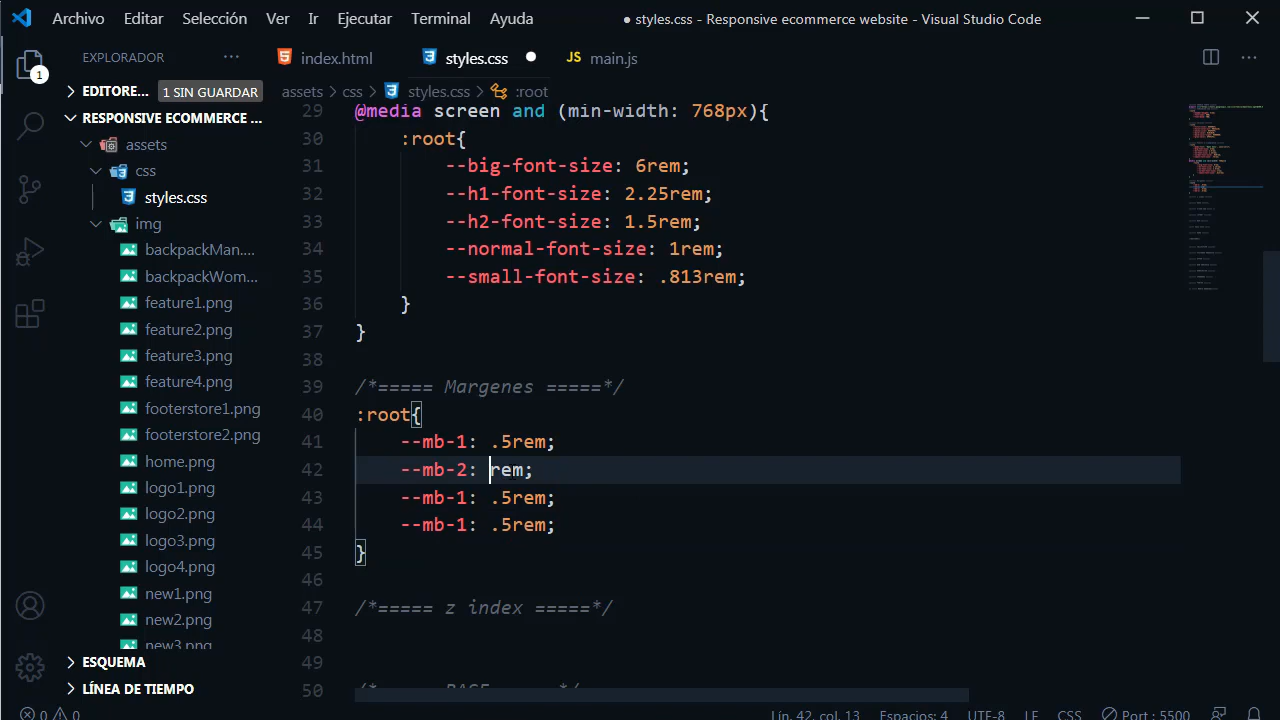 Archivo Editar Selección Ver Ir Ejecutar Terminal Ayuda ● styles.css - Responsive ecommerce website - Visual Studio Code
EXPLORADOR ···
1
EDITORE... 1 SIN GUARDAR
RESPONSIVE ECOMMERCE ...
assets
css
styles.css
img
backpackMan....
backpackWom...
feature1.png
feature2.png
feature3.png
feature4.png
footerstore1.png
footerstore2.png
home.png
logo1.png
logo2.png
logo3.png
logo4.png
new1.png
new2.png
new3.png
ESQUEMA
LÍNEA DE TIEMPO
index.html styles.css ● JS main.js ···
assets > css > styles.css > :root
29 @media screen and (min-width: 768px){
30 :root{
31 --big-font-size: 6rem;
32 --h1-font-size: 2.25rem;
33 --h2-font-size: 1.5rem;
34 --normal-font-size: 1rem;
35 --small-font-size: .813rem;
36 }
37 }
38
39 /*===== Margenes =====*/
40 :root{
41 --mb-1: .5rem;
42 --mb-2: rem;
43 --mb-1: .5rem;
44 --mb-1: .5rem;
45 }
46
47 /*===== z index =====*/
48
49
50
0 0 Lín. 42, col. 13 Espacios: 4 UTF-8 LF CSS Port : 5500